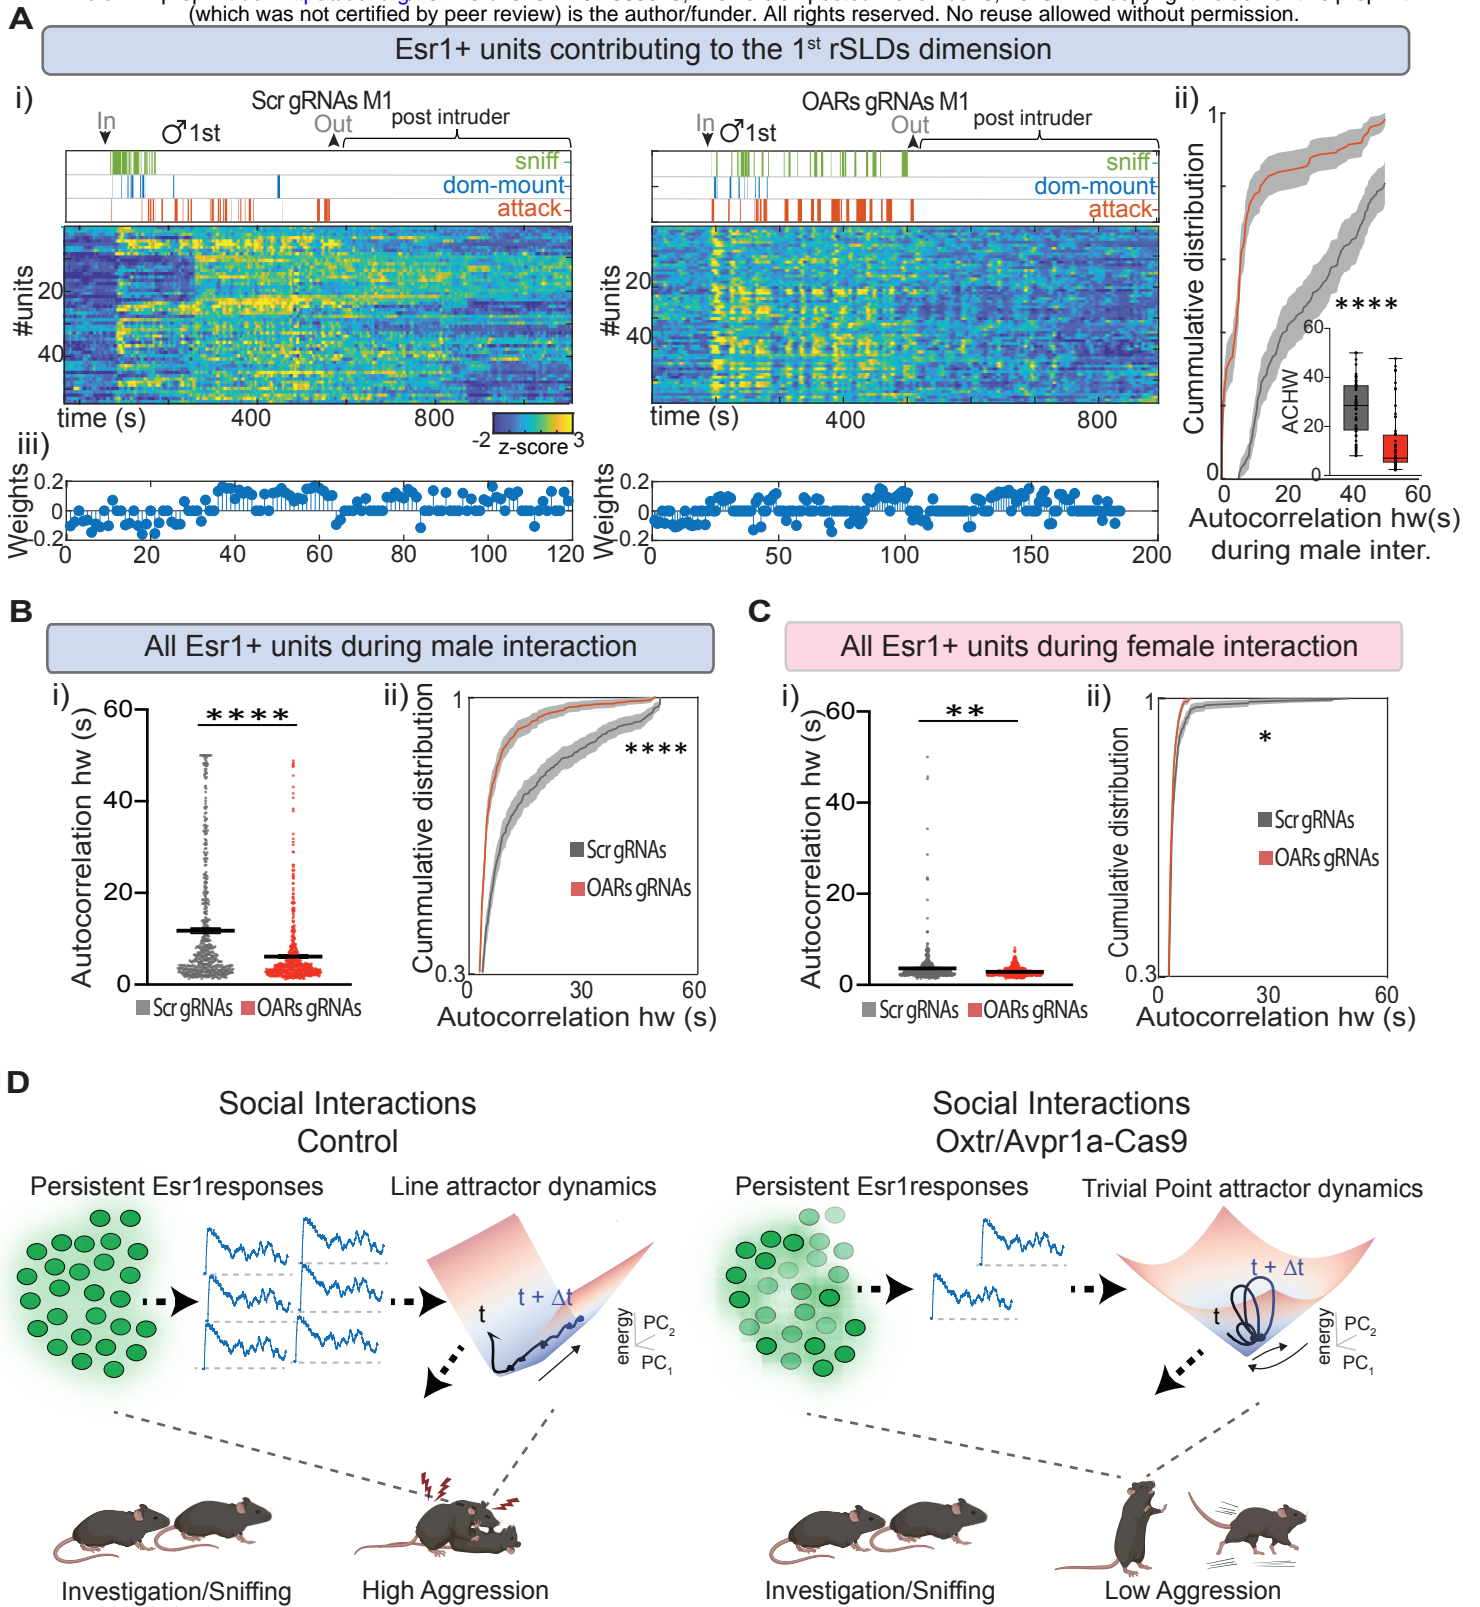 (which was not certified by peer review) is the author/funder. All rights reserved. No reuse allowed without permission.
A
Esr1+ units contributing to the 1st rSLDs dimension
i)
Scr gRNAs M1
In
♂ 1st
Out
post intruder
sniff
dom-mount
attack
#units
20
40
time (s)
400
800
-2
z-score
3
OARs gRNAs M1
In
♂ 1st
Out
post intruder
sniff
dom-mount
attack
#units
20
40
time (s)
400
800
ii)
Cummulative distribution
1
0
0
20
40
60
Autocorrelation hw(s)
during male inter.
****
ACHW
60
40
20
0
iii)
Weights
0.2
0
-0.2
0
20
40
60
80
100
120
Weights
0.2
0
-0.2
0
50
100
150
200
B
All Esr1+ units during male interaction
i)
Autocorrelation hw (s)
60
40
20
0
****
Scr gRNAs
OARs gRNAs
ii)
Cummulative distribution
1
0.3
0
30
60
Autocorrelation hw (s)
****
Scr gRNAs
OARs gRNAs
C
All Esr1+ units during female interaction
i)
Autocorrelation hw (s)
60
40
20
0
**
Scr gRNAs
OARs gRNAs
ii)
Cumulative distribution
1
0.3
0
30
60
Autocorrelation hw (s)
*
Scr gRNAs
OARs gRNAs
D
Social Interactions
Control
Persistent Esr1responses
Line attractor dynamics
t
t + Δt
energy
PC2
PC1
Investigation/Sniffing
High Aggression
Social Interactions
Oxtr/Avpr1a-Cas9
Persistent Esr1responses
Trivial Point attractor dynamics
t
t + Δt
energy
PC2
PC1
Investigation/Sniffing
Low Aggression